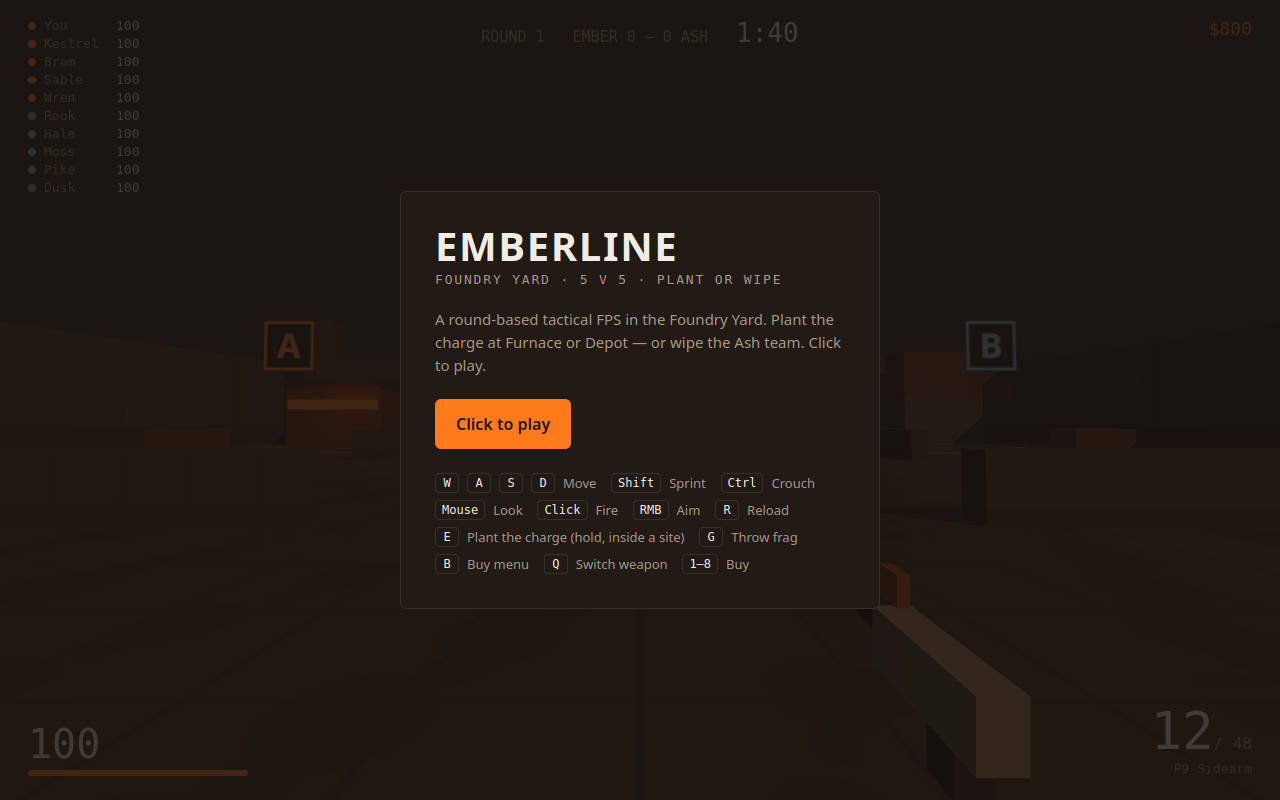 You 100
Kestrel 100
Bram 100
Sable 100
Wren 100
Rook 100
Hale 100
Moss 100
Pike 100
Dusk 100
ROUND 1 EMBER 0 — 0 ASH 1:40
$800
A
B
EMBERLINE
FOUNDRY YARD · 5 V 5 · PLANT OR WIPE
A round-based tactical FPS in the Foundry Yard. Plant the
charge at Furnace or Depot — or wipe the Ash team. Click
to play.
Click to play
W A S D Move Shift Sprint Ctrl Crouch
Mouse Look Click Fire RMB Aim R Reload
E Plant the charge (hold, inside a site) G Throw frag
B Buy menu Q Switch weapon 1–8 Buy
100
12 / 48
P9 Sidearm